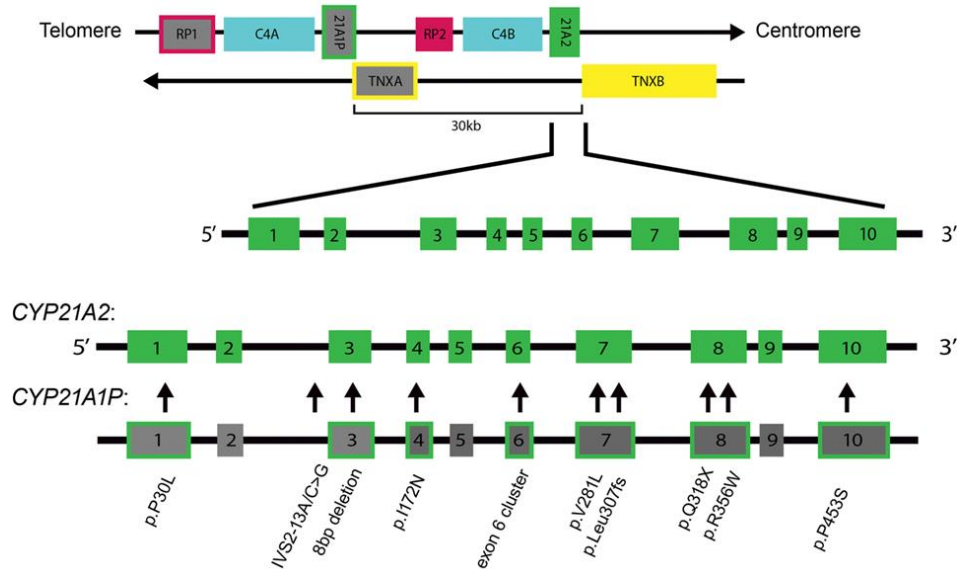 Telomere RP1 C4A 21A1P RP2 C4B 21A2 Centromere
TNXA TNXB
30kb
5′ 1 2 3 4 5 6 7 8 9 10 3′
CYP21A2:
5′ 1 2 3 4 5 6 7 8 9 10 3′
CYP21A1P:
1 2 3 4 5 6 7 8 9 10
p.P30L
IVS2-13A/C>G
8bp deletion
p.I172N
exon 6 cluster
p.V281L
p.Leu307fs
p.Q318X
p.R356W
p.P453S